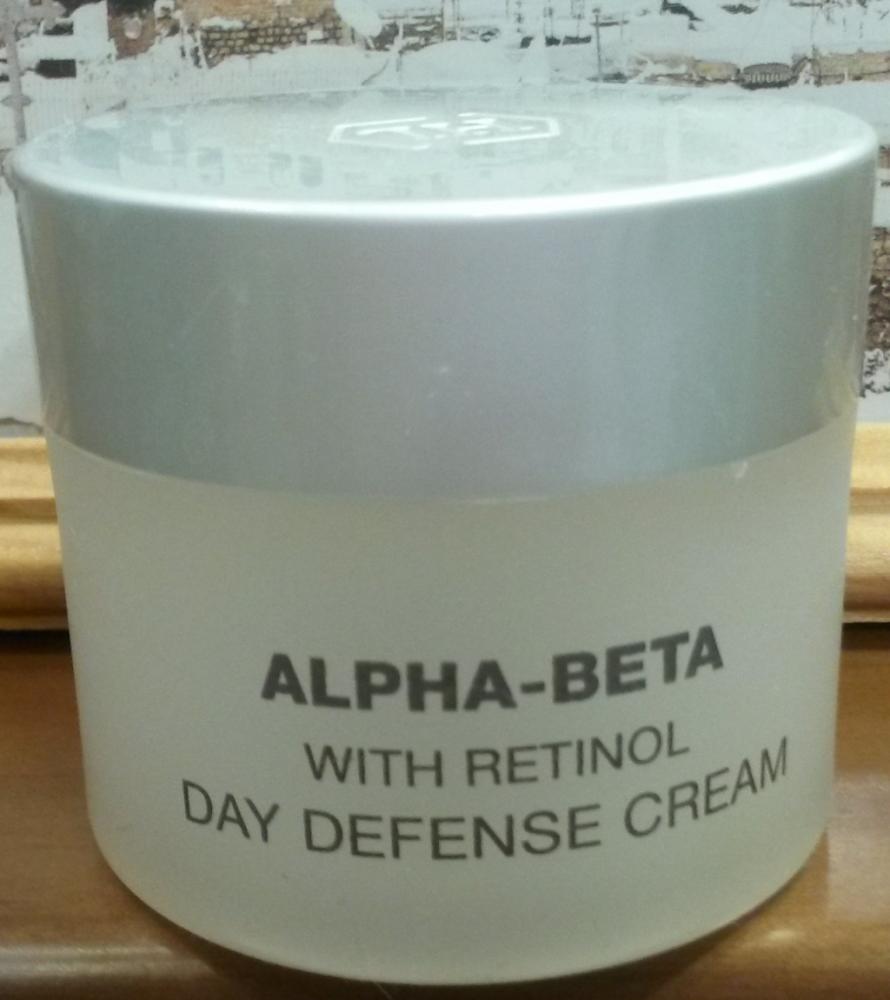 ALPHA-BETA
WITH RETINOL
DAY DEFENSE CREAM